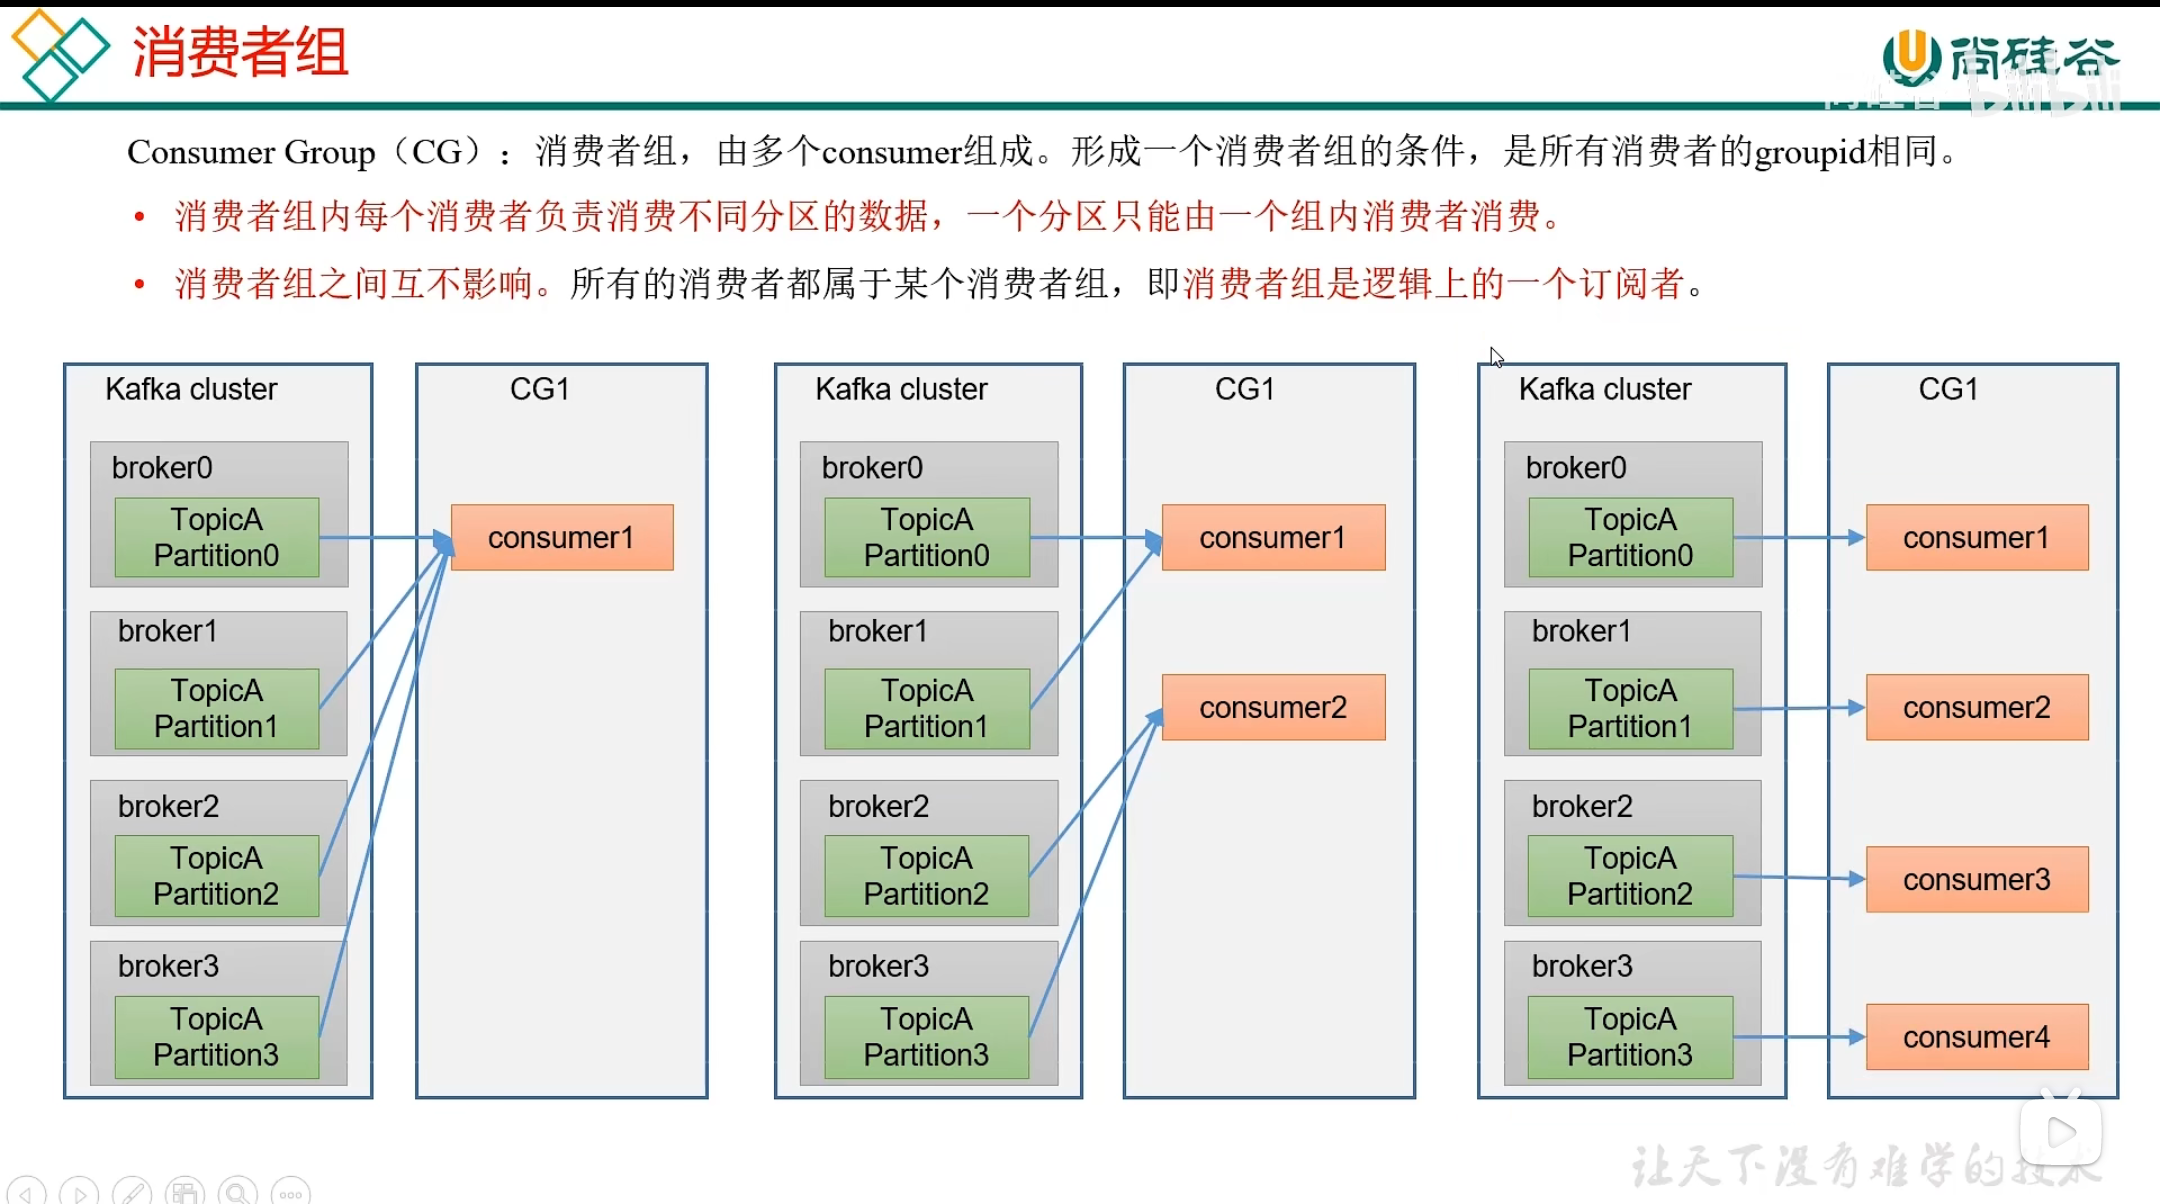 消费者组
尚硅谷
bilibili
Consumer Group（CG）：消费者组，由多个consumer组成。形成一个消费者组的条件，是所有消费者的groupid相同。
• 消费者组内每个消费者负责消费不同分区的数据，一个分区只能由一个组内消费者消费。
• 消费者组之间互不影响。所有的消费者都属于某个消费者组，即消费者组是逻辑上的一个订阅者。
Kafka cluster
broker0
TopicA
Partition0
broker1
TopicA
Partition1
broker2
TopicA
Partition2
broker3
TopicA
Partition3
CG1
consumer1
Kafka cluster
broker0
TopicA
Partition0
broker1
TopicA
Partition1
broker2
TopicA
Partition2
broker3
TopicA
Partition3
CG1
consumer1
consumer2
Kafka cluster
broker0
TopicA
Partition0
broker1
TopicA
Partition1
broker2
TopicA
Partition2
broker3
TopicA
Partition3
CG1
consumer1
consumer2
consumer3
consumer4
让天下没有难学的技术